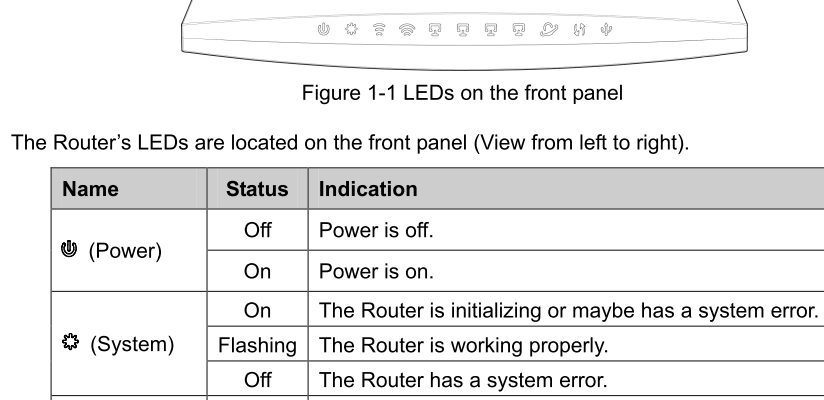 Figure 1-1 LEDs on the front panel
The Router’s LEDs are located on the front panel (View from left to right).
Name Status Indication
(Power) Off Power is off.
On Power is on.
(System) On The Router is initializing or maybe has a system error.
Flashing The Router is working properly.
Off The Router has a system error.